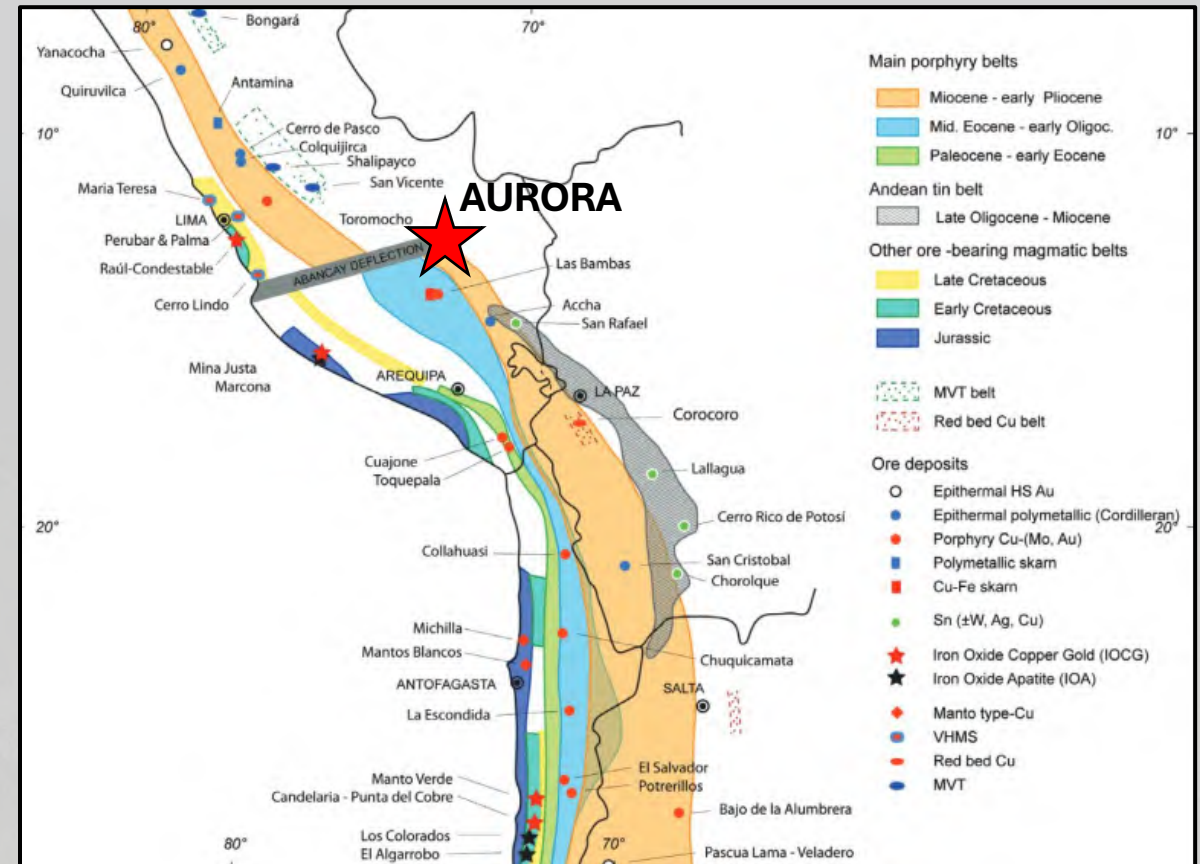 80°
70°
Bongará
Yanacocha
Quiruvilca
Antamina
10°
Cerro de Pasco
Colquijirca
Shalipayco
San Vicente
Maria Teresa
LIMA
Perubar & Palma
Raúl-Condestable
Cerro Lindo
Toromocho
AURORA
ABANCAY DEFLECTION
Las Bambas
Accha
San Rafael
Mina Justa
Marcona
AREQUIPA
LA PAZ
Corocoro
Cuajone
Toquepala
Lallagua
20°
Cerro Rico de Potosí
Collahuasi
San Cristobal
Chorolque
Michilla
Mantos Blancos
ANTOFAGASTA
Chuquicamata
SALTA
La Escondida
El Salvador
Potrerillos
Manto Verde
Candelaria - Punta del Cobre
Bajo de la Alumbrera
Los Colorados
El Algarrobo
80°
70°
Pascua Lama - Veladero
Main porphyry belts
Miocene - early Pliocene
Mid. Eocene - early Oligoc.
10°
Paleocene - early Eocene
Andean tin belt
Late Oligocene - Miocene
Other ore -bearing magmatic belts
Late Cretaceous
Early Cretaceous
Jurassic
MVT belt
Red bed Cu belt
Ore deposits
Epithermal HS Au
Epithermal polymetallic (Cordilleran)
20°
Porphyry Cu-(Mo, Au)
Polymetallic skarn
Cu-Fe skarn
Sn (±W, Ag, Cu)
Iron Oxide Copper Gold (IOCG)
Iron Oxide Apatite (IOA)
Manto type-Cu
VHMS
Red bed Cu
MVT